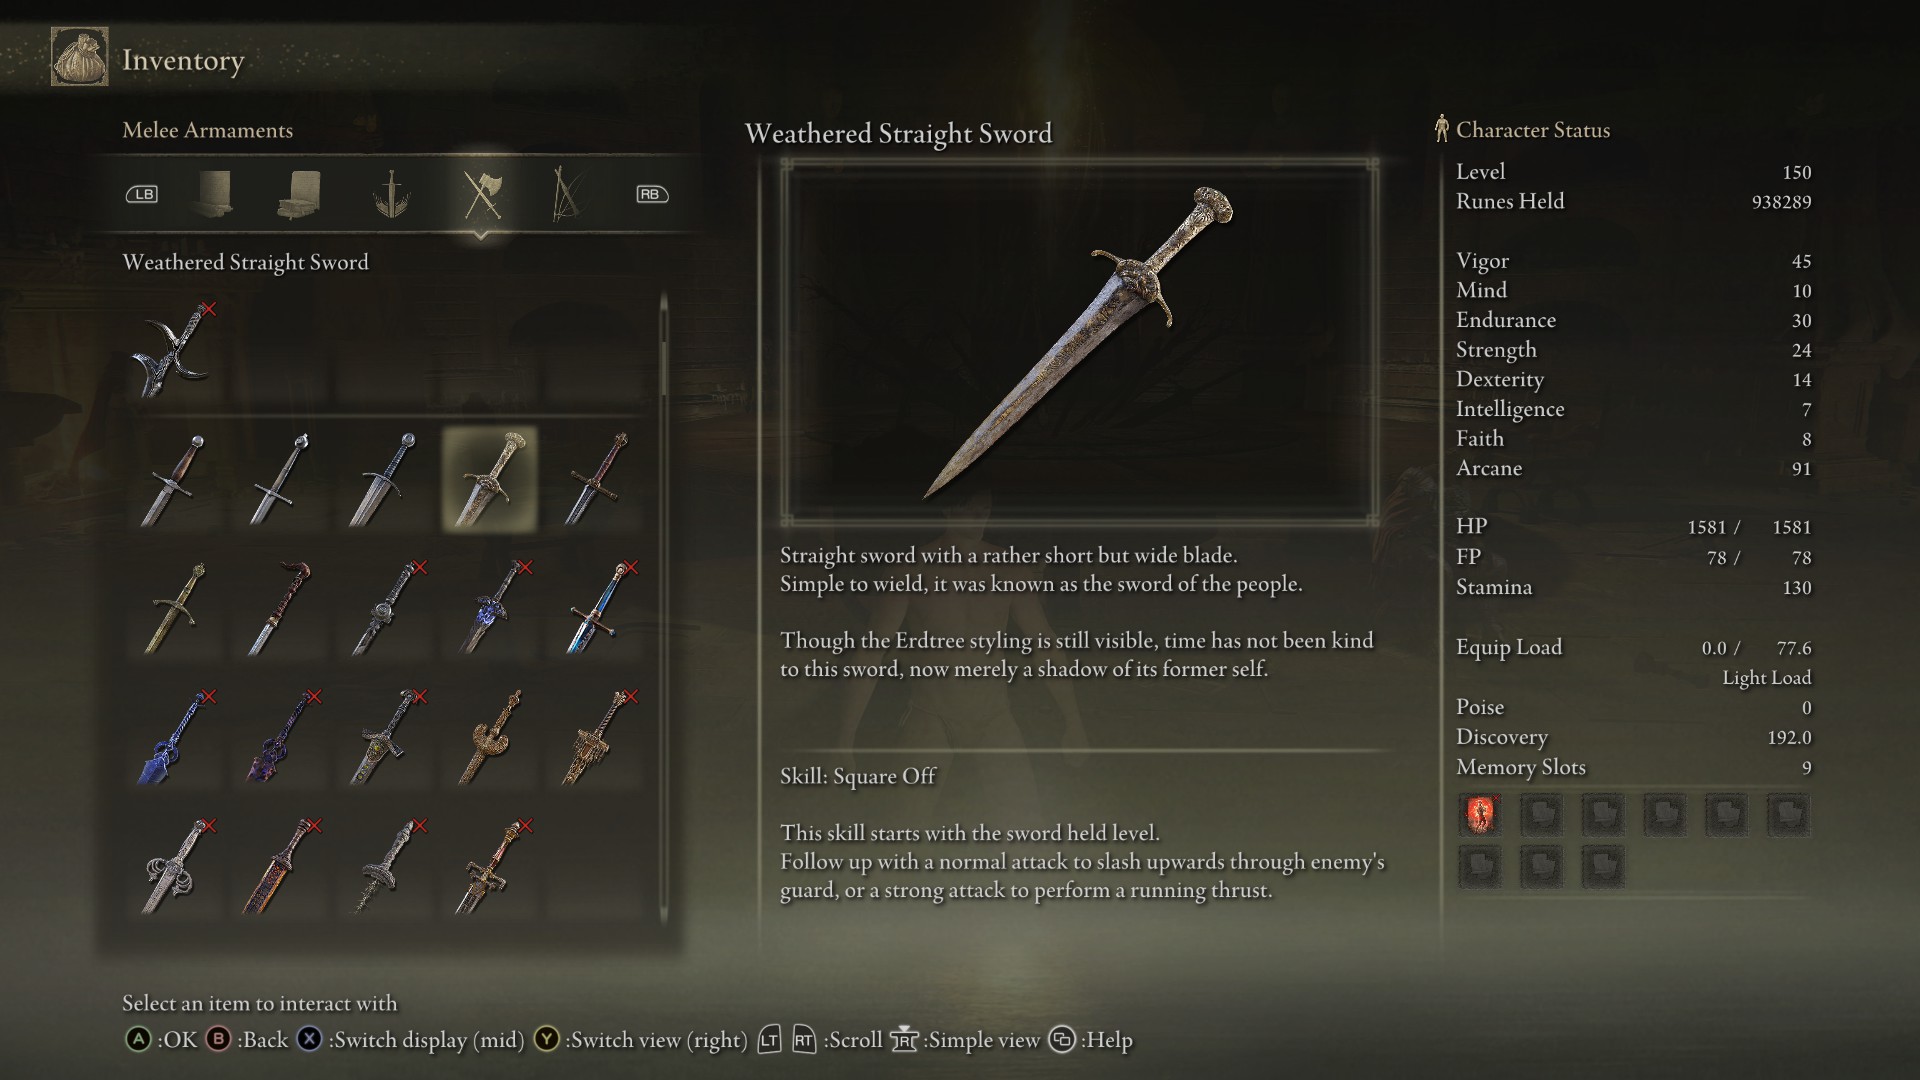 Inventory
Melee Armaments
LB
RB
Weathered Straight Sword
Weathered Straight Sword
Straight sword with a rather short but wide blade.
Simple to wield, it was known as the sword of the people.
Though the Erdtree styling is still visible, time has not been kind
to this sword, now merely a shadow of its former self.
Skill: Square Off
This skill starts with the sword held level.
Follow up with a normal attack to slash upwards through enemy's
guard, or a strong attack to perform a running thrust.
Character Status
Level 150
Runes Held 938289
Vigor 45
Mind 10
Endurance 30
Strength 24
Dexterity 14
Intelligence 7
Faith 8
Arcane 91
HP 1581 / 1581
FP 78 / 78
Stamina 130
Equip Load 0.0 / 77.6
Light Load
Poise 0
Discovery 192.0
Memory Slots 9
Select an item to interact with
A :OK B :Back X :Switch display (mid) Y :Switch view (right) LT RT :Scroll R :Simple view :Help